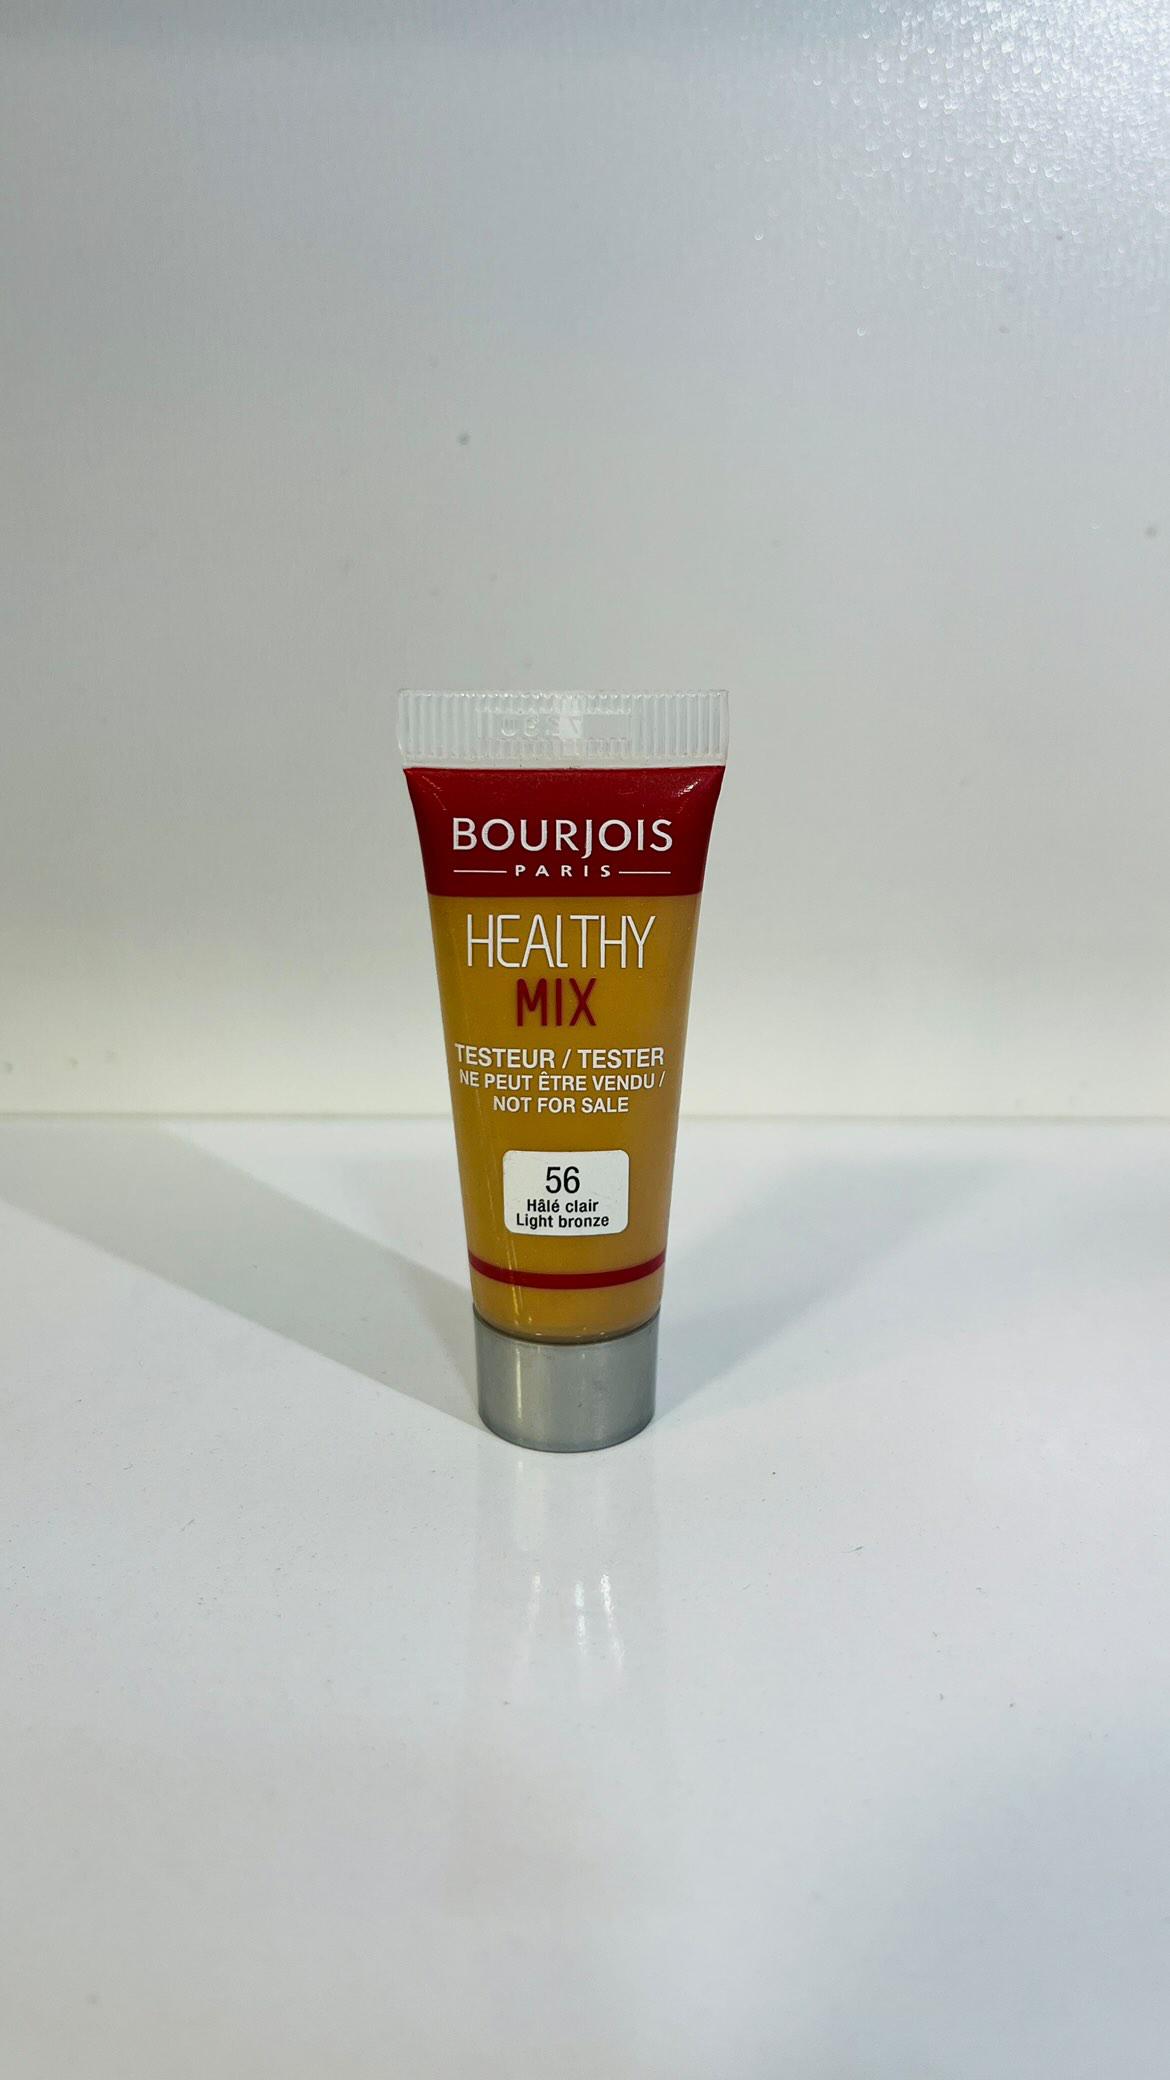 BOURJOIS
PARIS
HEALTHY
MIX
TESTEUR / TESTER
NE PEUT ÊTRE VENDU /
NOT FOR SALE
56
Hâlé clair
Light bronze